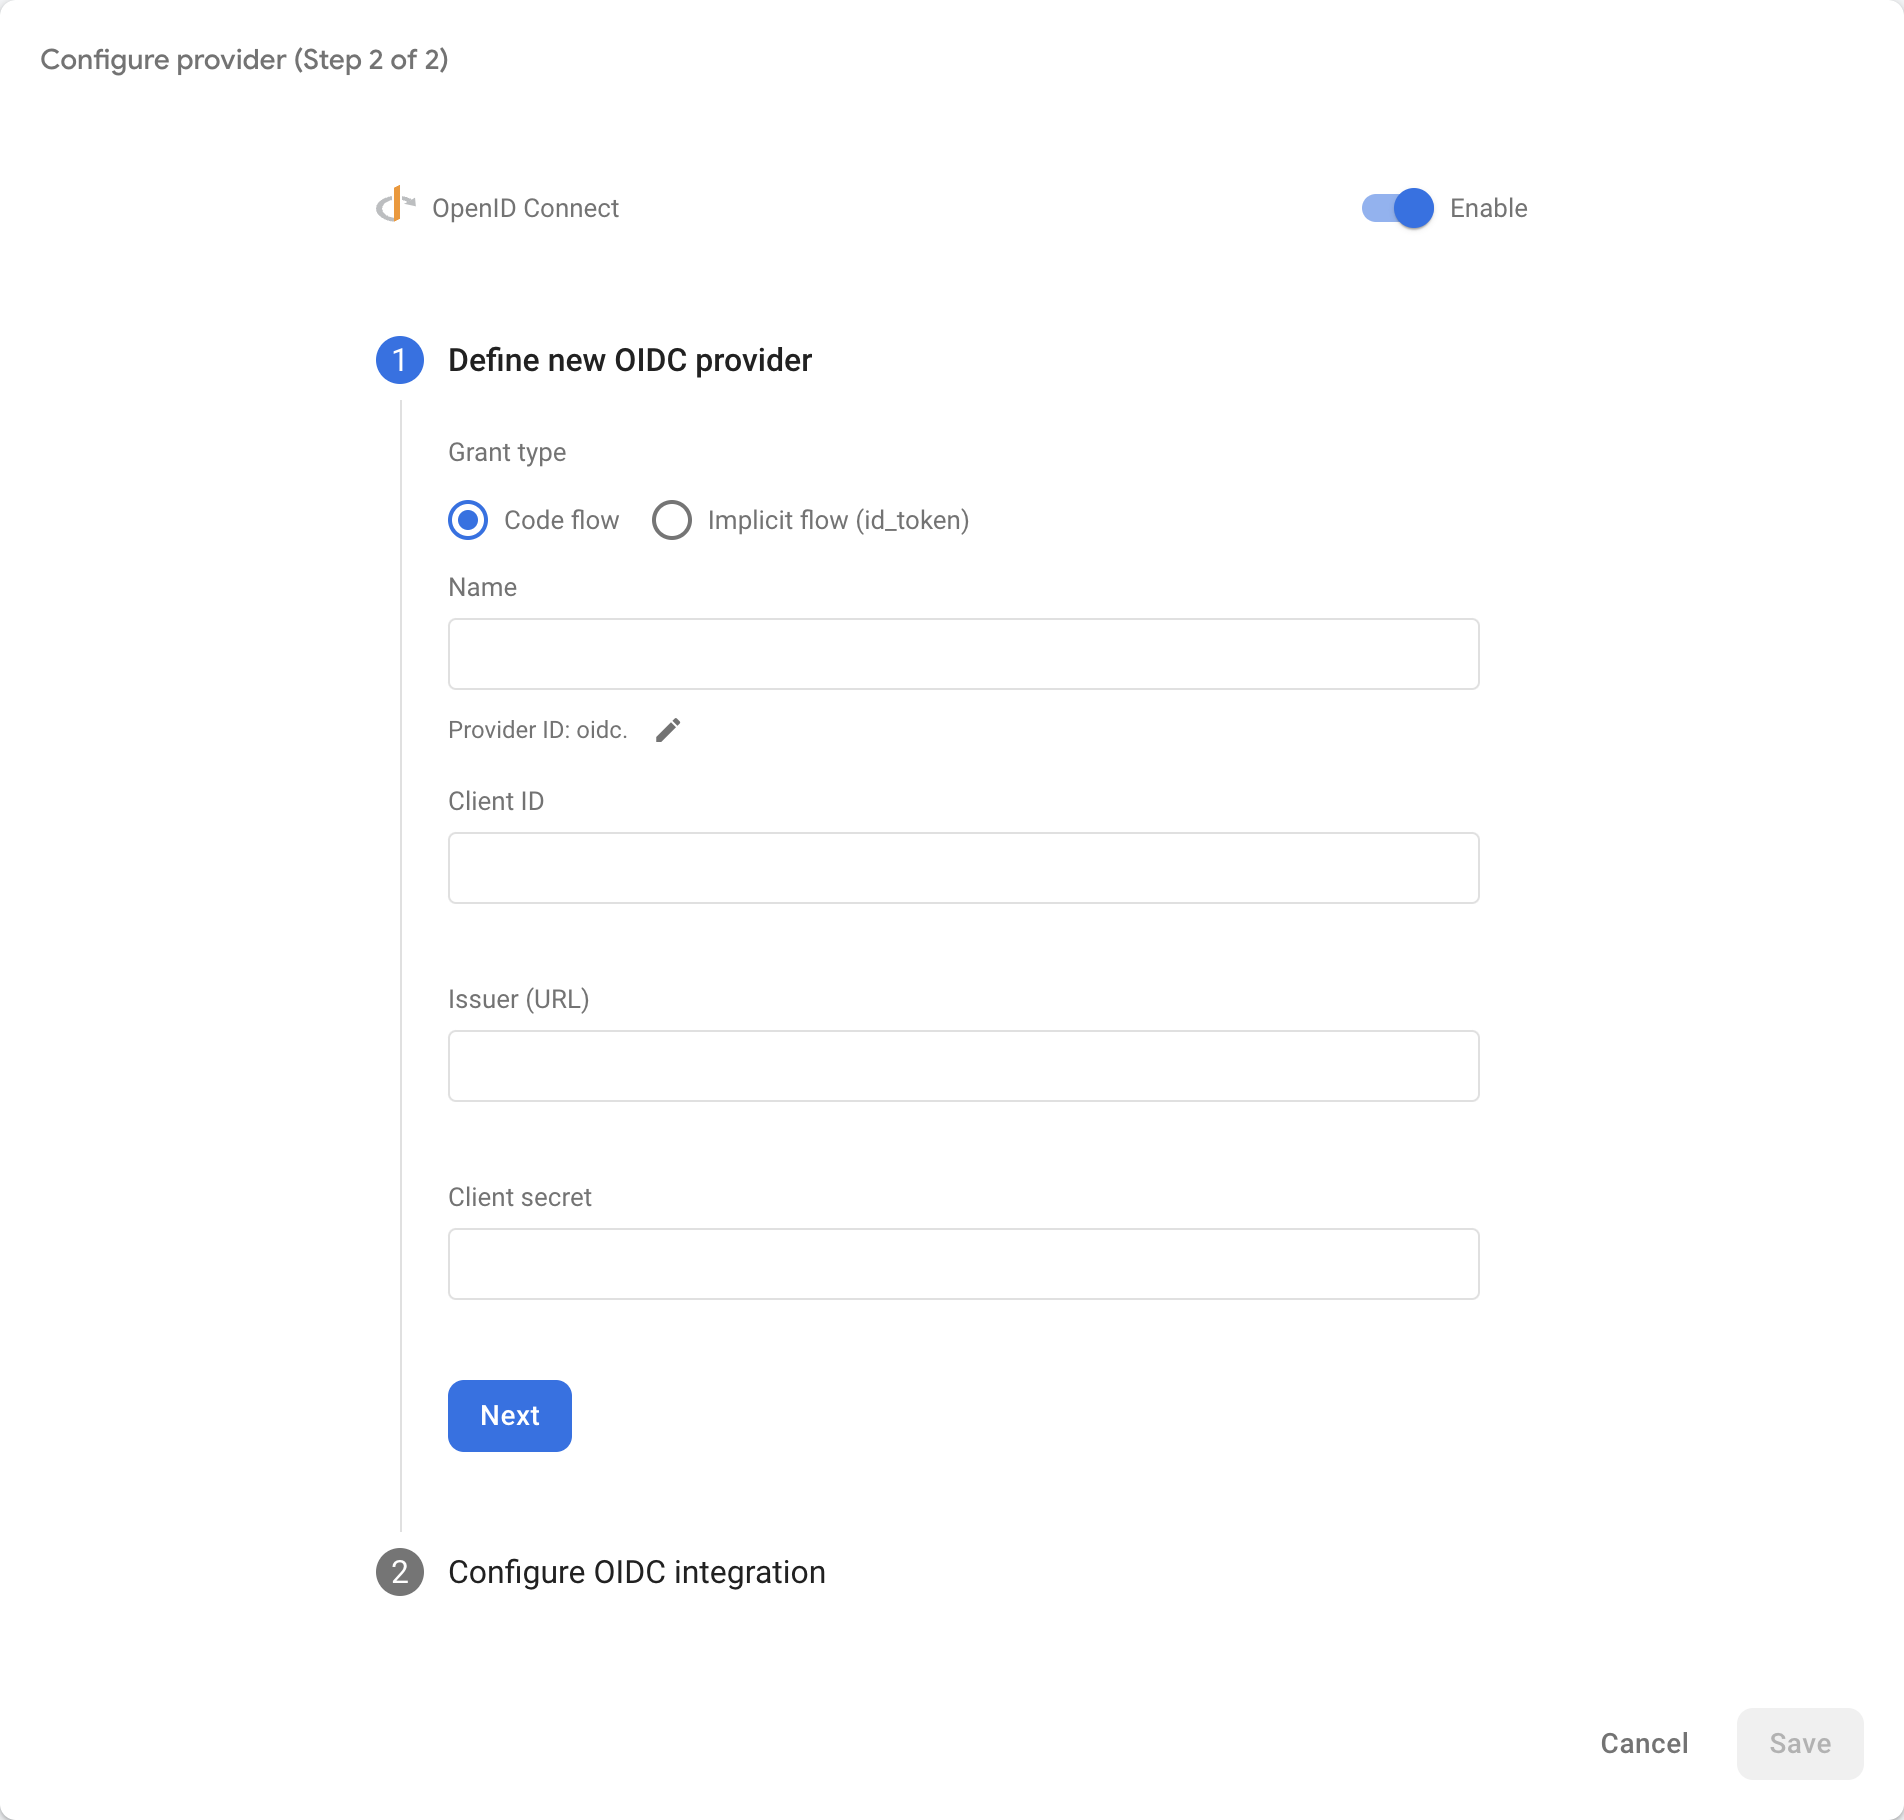 Configure provider (Step 2 of 2)
OpenID Connect
Enable
1 Define new OIDC provider
Grant type
Code flow Implicit flow (id_token)
Name
Provider ID: oidc.
Client ID
Issuer (URL)
Client secret
Next
2 Configure OIDC integration
Cancel Save